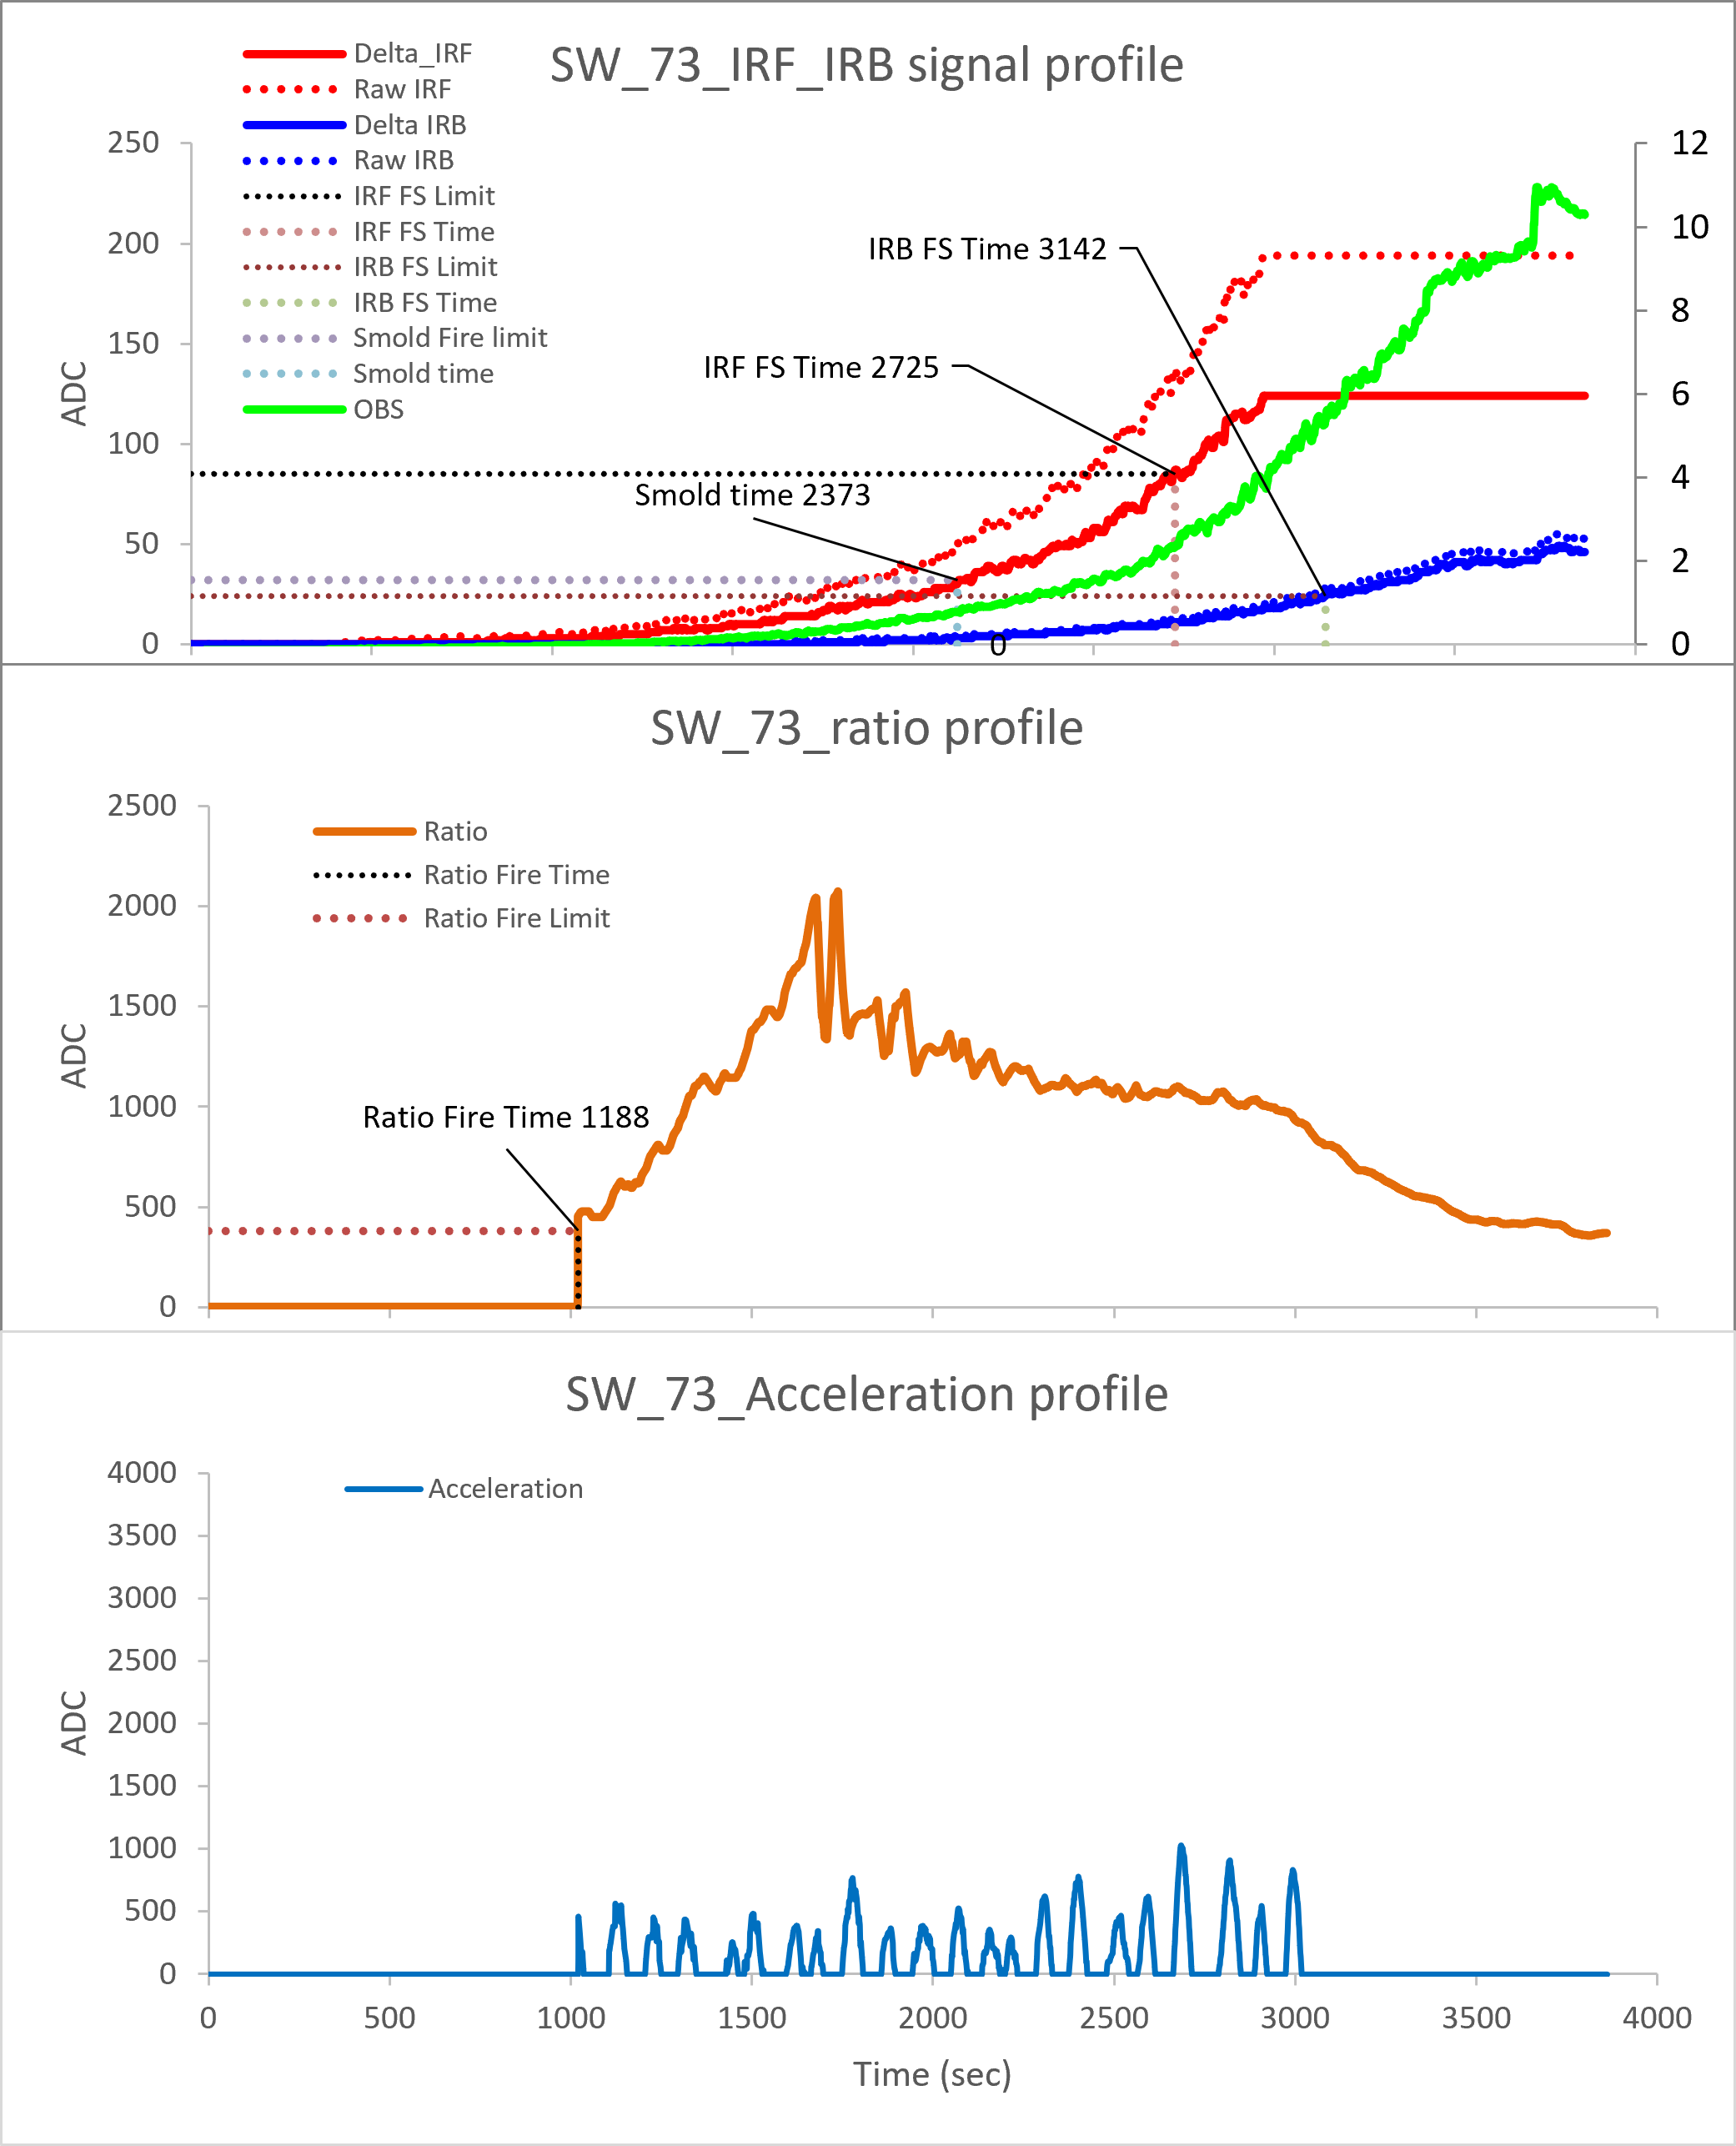 SW_73_IRF_IRB signal profile
Delta_IRF
Raw IRF
Delta IRB
Raw IRB
IRF FS Limit
IRF FS Time
IRB FS Limit
IRB FS Time
Smold Fire limit
Smold time
OBS
250
200
150
100
50
0
ADC
12
10
8
6
4
2
0
IRB FS Time 3142
IRF FS Time 2725
Smold time 2373
0
SW_73_ratio profile
2500
2000
1500
1000
500
0
ADC
Ratio
Ratio Fire Time
Ratio Fire Limit
Ratio Fire Time 1188
SW_73_Acceleration profile
4000
3500
3000
2500
2000
1500
1000
500
0
ADC
Acceleration
0 500 1000 1500 2000 2500 3000 3500 4000
Time (sec)